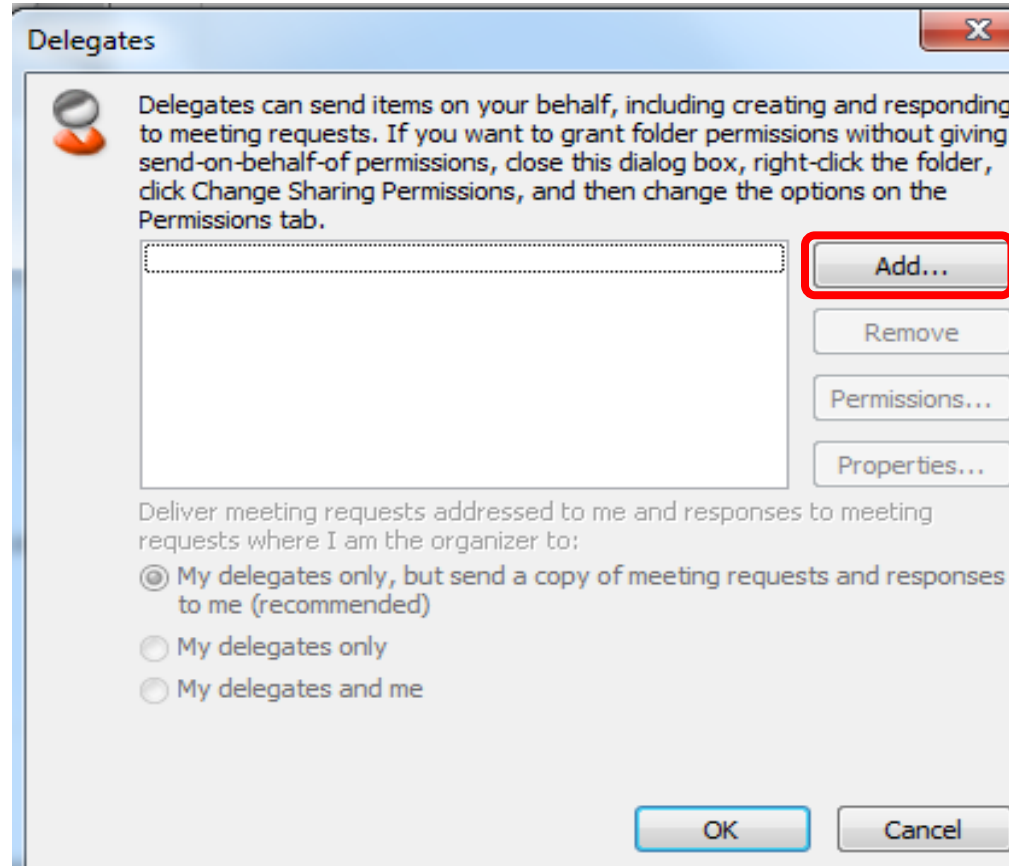 Delegates
Delegates can send items on your behalf, including creating and responding
to meeting requests. If you want to grant folder permissions without giving
send-on-behalf-of permissions, close this dialog box, right-click the folder,
click Change Sharing Permissions, and then change the options on the
Permissions tab.
Add...
Remove
Permissions...
Properties...
Deliver meeting requests addressed to me and responses to meeting
requests where I am the organizer to:
My delegates only, but send a copy of meeting requests and responses
to me (recommended)
My delegates only
My delegates and me
OK
Cancel